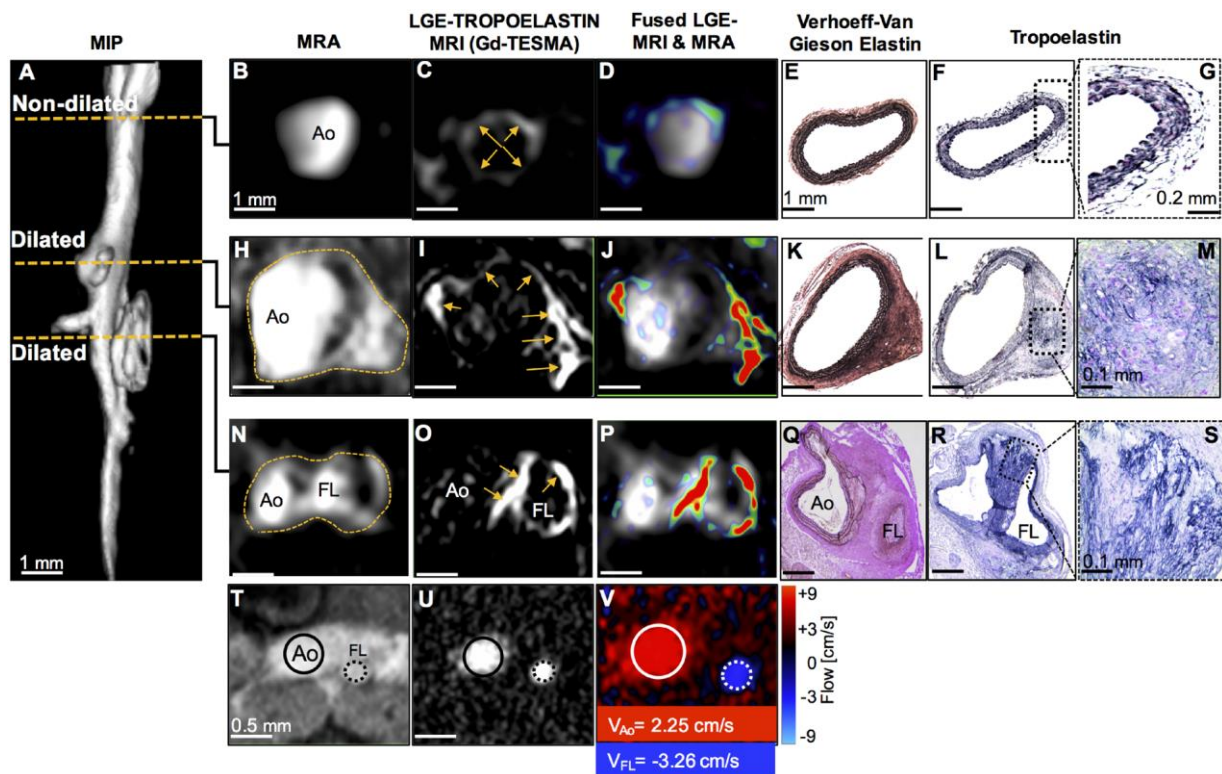 MIP
MRA
LGE-TROPOELASTIN
MRI (Gd-TESMA)
Fused LGE-
MRI & MRA
Verhoeff-Van
Gieson Elastin
Tropoelastin
A
Non-dilated
Dilated
Dilated
1 mm
B
Ao
1 mm
C
D
E
1 mm
F
G
0.2 mm
H
Ao
I
J
K
L
M
0.1 mm
N
Ao
FL
O
Ao
FL
P
Q
Ao
FL
R
FL
S
0.1 mm
T
Ao
FL
0.5 mm
U
V
V_Ao= 2.25 cm/s
V_FL= -3.26 cm/s
+9
+3
0
-3
-9
Flow [cm/s]